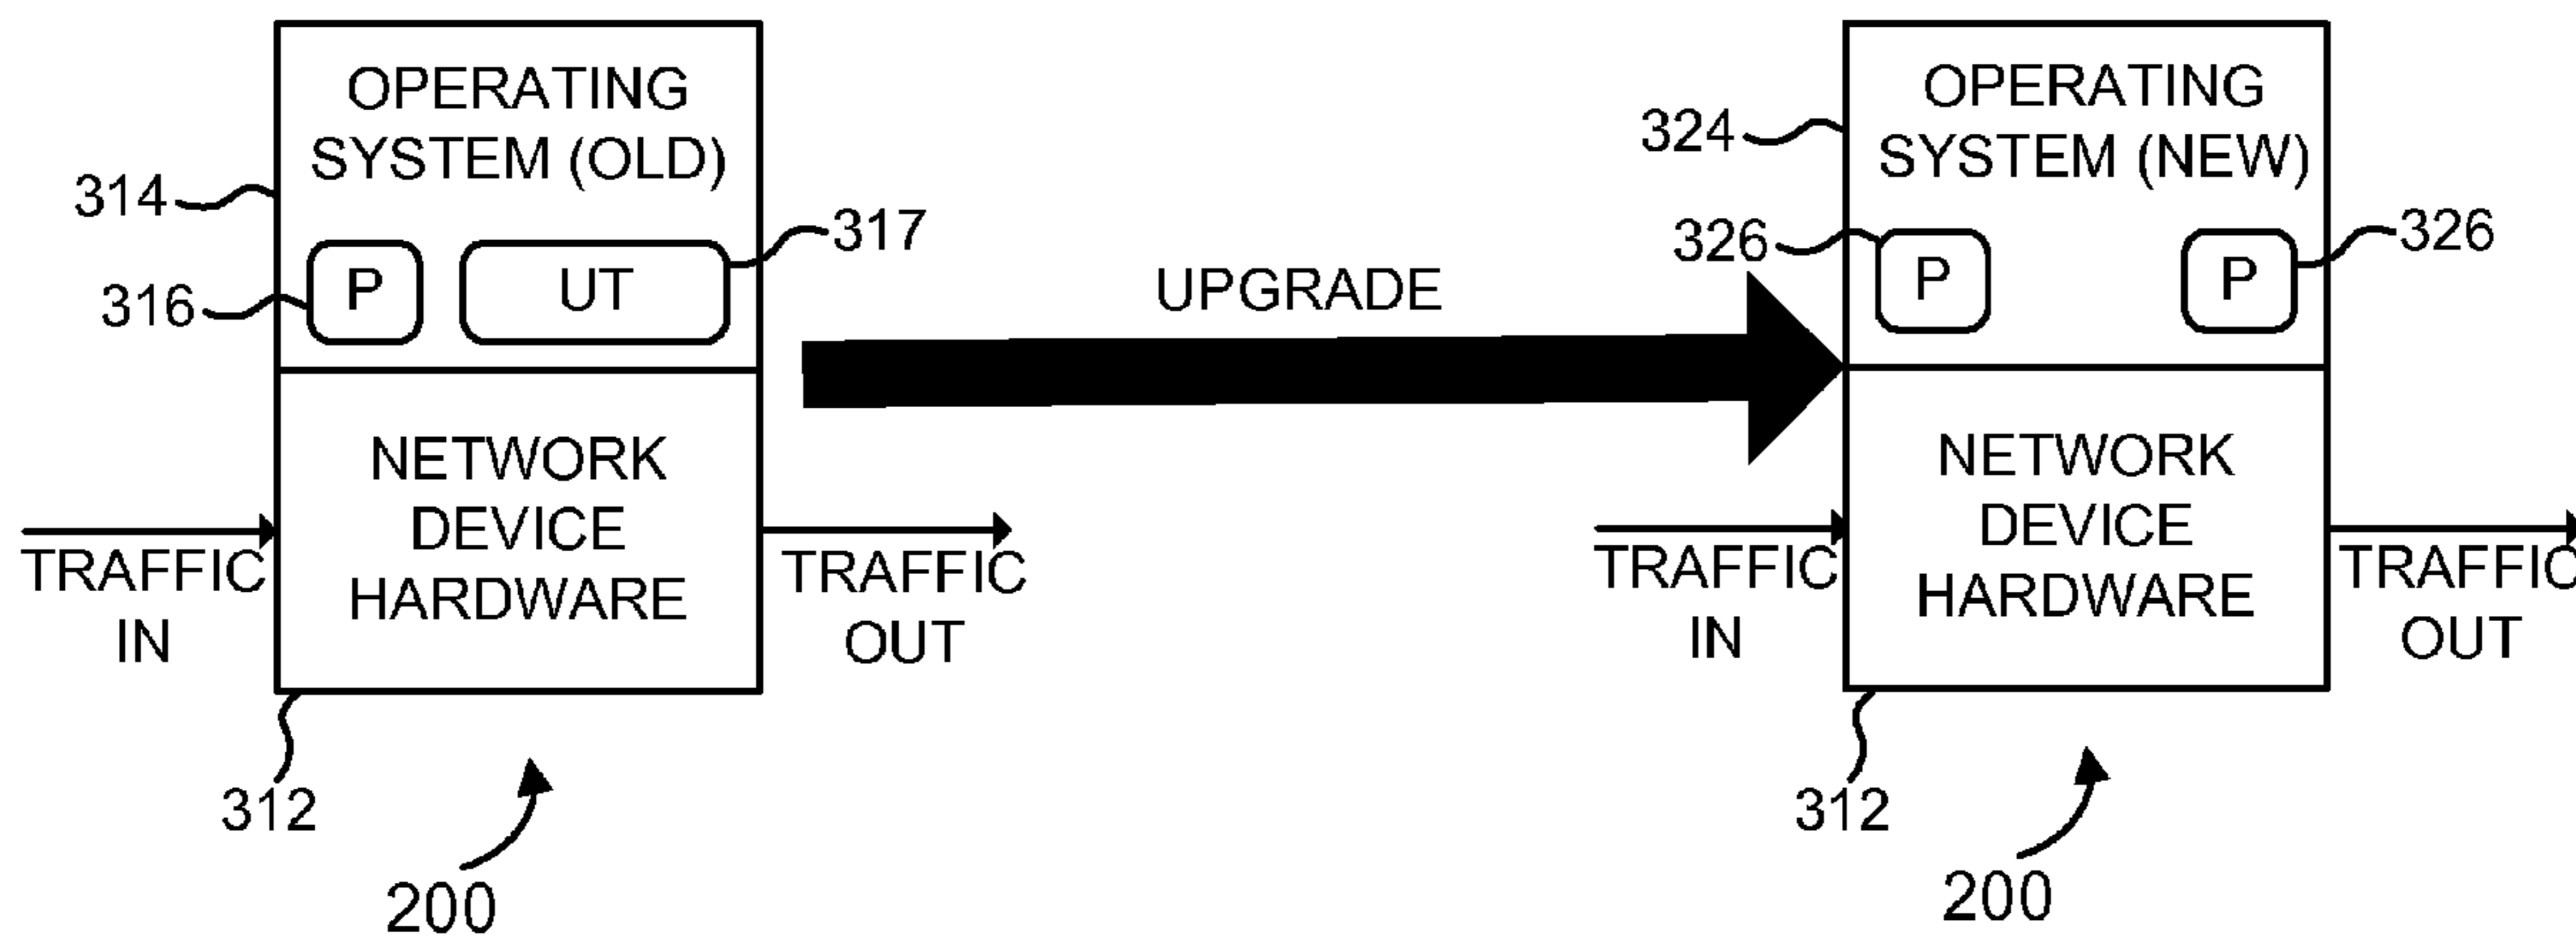 OPERATING
SYSTEM (OLD)
314
317
316
P
UT
NETWORK
DEVICE
HARDWARE
TRAFFIC
IN
TRAFFIC
OUT
312
200
UPGRADE
OPERATING
SYSTEM (NEW)
324
326
P
P
326
NETWORK
DEVICE
HARDWARE
TRAFFIC
IN
TRAFFIC
OUT
312
200